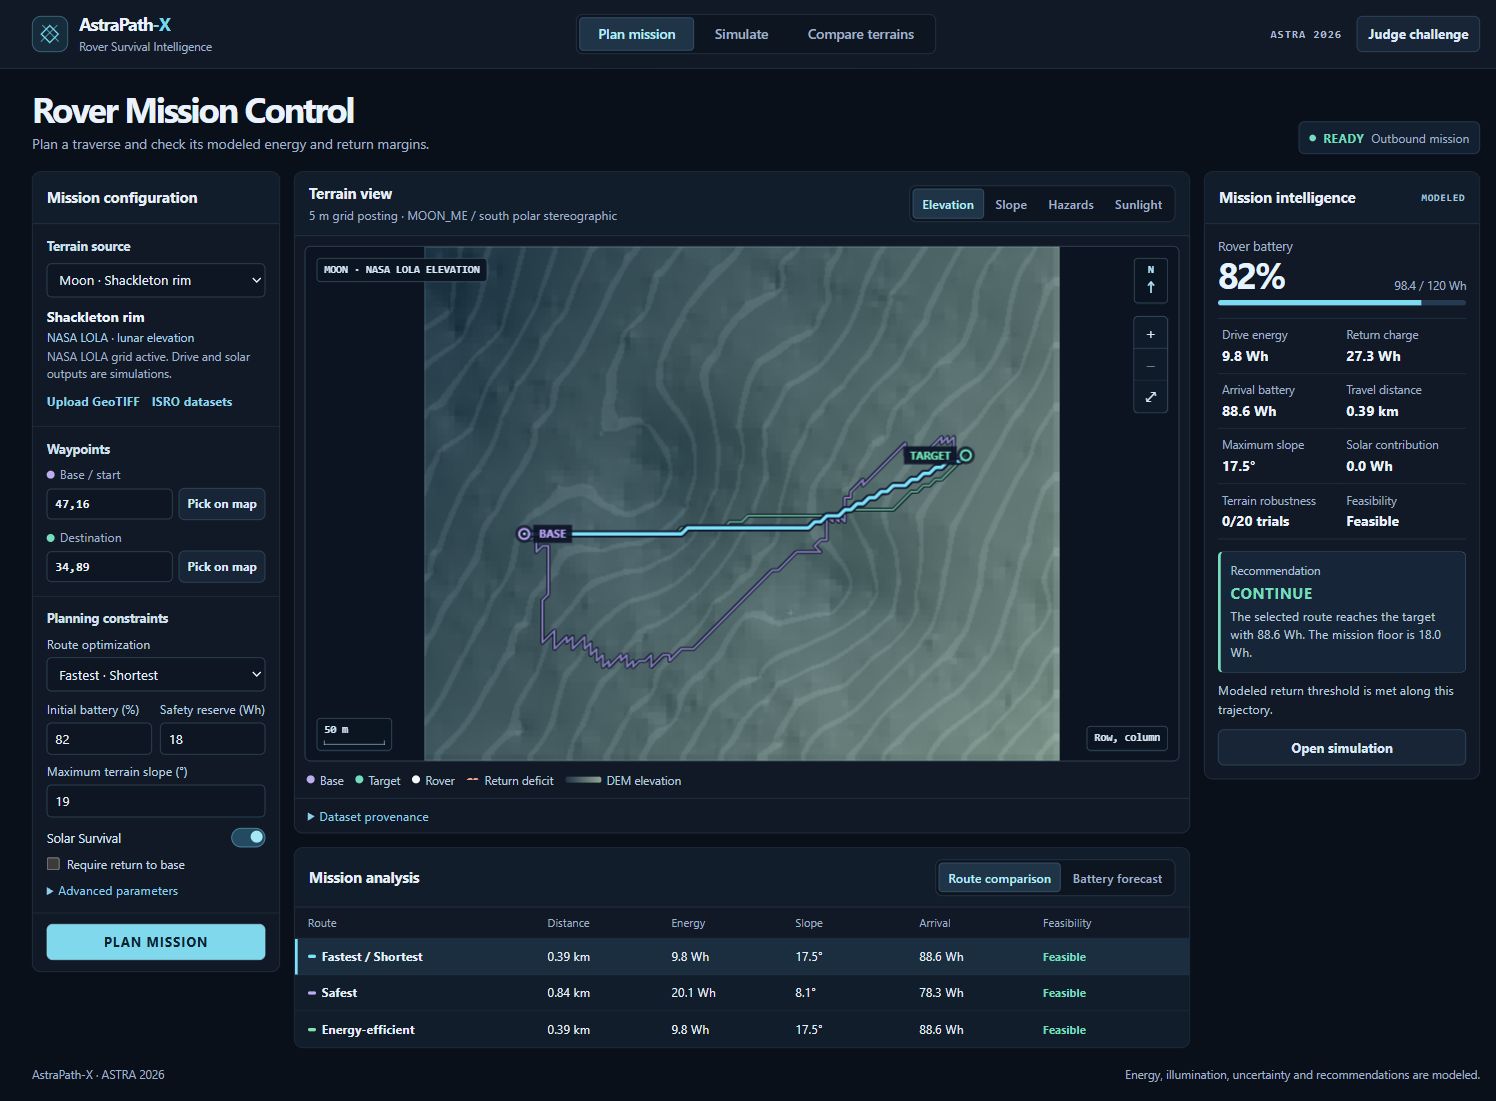 AstraPath-X
Rover Survival Intelligence
Plan mission
Simulate
Compare terrains
ASTRA 2026
Judge challenge
Rover Mission Control
Plan a traverse and check its modeled energy and return margins.
READY Outbound mission
Mission configuration
Terrain source
Moon · Shackleton rim
Shackleton rim
NASA LOLA · lunar elevation
NASA LOLA grid active. Drive and solar
outputs are simulations.
Upload GeoTIFF ISRO datasets
Waypoints
Base / start
47,16
Pick on map
Destination
34,89
Pick on map
Planning constraints
Route optimization
Fastest · Shortest
Initial battery (%) Safety reserve (Wh)
82 18
Maximum terrain slope (°)
19
Solar Survival
Require return to base
Advanced parameters
PLAN MISSION
Terrain view
5 m grid posting · MOON_ME / south polar stereographic
Elevation Slope Hazards Sunlight
MOON · NASA LOLA ELEVATION
N
↑
+
−
⤢
TARGET
BASE
50 m
Row, column
Base Target Rover Return deficit DEM elevation
Dataset provenance
Mission analysis
Route comparison Battery forecast
Route Distance Energy Slope Arrival Feasibility
Fastest / Shortest 0.39 km 9.8 Wh 17.5° 88.6 Wh Feasible
Safest 0.84 km 20.1 Wh 8.1° 78.3 Wh Feasible
Energy-efficient 0.39 km 9.8 Wh 17.5° 88.6 Wh Feasible
Mission intelligence
MODELED
Rover battery
82%
98.4 / 120 Wh
Drive energy Return charge
9.8 Wh 27.3 Wh
Arrival battery Travel distance
88.6 Wh 0.39 km
Maximum slope Solar contribution
17.5° 0.0 Wh
Terrain robustness Feasibility
0/20 trials Feasible
Recommendation
CONTINUE
The selected route reaches the target
with 88.6 Wh. The mission floor is 18.0
Wh.
Modeled return threshold is met along this
trajectory.
Open simulation
AstraPath-X · ASTRA 2026
Energy, illumination, uncertainty and recommendations are modeled.